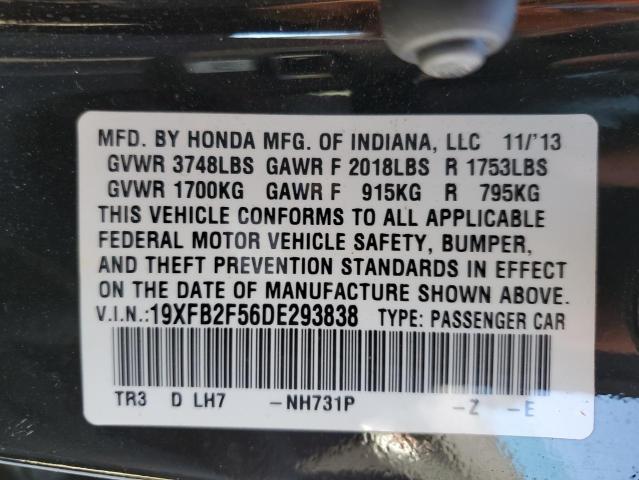 MFD. BY HONDA MFG. OF INDIANA, LLC 11/'13
GVWR 3748LBS GAWR F 2018LBS R 1753LBS
GVWR 1700KG GAWR F 915KG R 795KG
THIS VEHICLE CONFORMS TO ALL APPLICABLE
FEDERAL MOTOR VEHICLE SAFETY, BUMPER,
AND THEFT PREVENTION STANDARDS IN EFFECT
ON THE DATE OF MANUFACTURE SHOWN ABOVE.
V.I.N.:19XFB2F56DE293838 TYPE: PASSENGER CAR
TR3 D LH7 -NH731P -Z -E